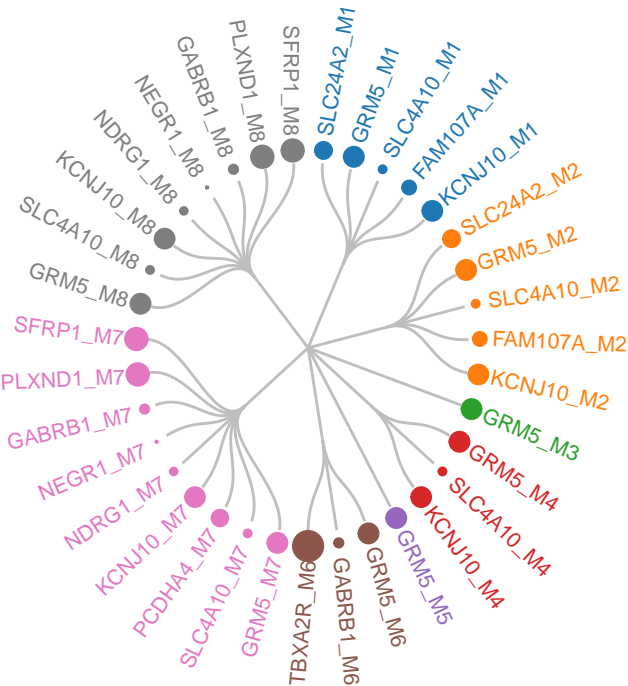 SLC24A2_M1
GRM5_M1
SLC4A10_M1
FAM107A_M1
KCNJ10_M1
SLC24A2_M2
GRM5_M2
SLC4A10_M2
FAM107A_M2
KCNJ10_M2
GRM5_M3
GRM5_M4
SLC4A10_M4
KCNJ10_M4
GRM5_M5
GRM5_M6
GABRB1_M6
TBXA2R_M6
GRM5_M7
SLC4A10_M7
PCDHA4_M7
KCNJ10_M7
NDRG1_M7
NEGR1_M7
GABRB1_M7
PLXND1_M7
SFRP1_M7
GRM5_M8
SLC4A10_M8
KCNJ10_M8
NDRG1_M8
NEGR1_M8
GABRB1_M8
PLXND1_M8
SFRP1_M8